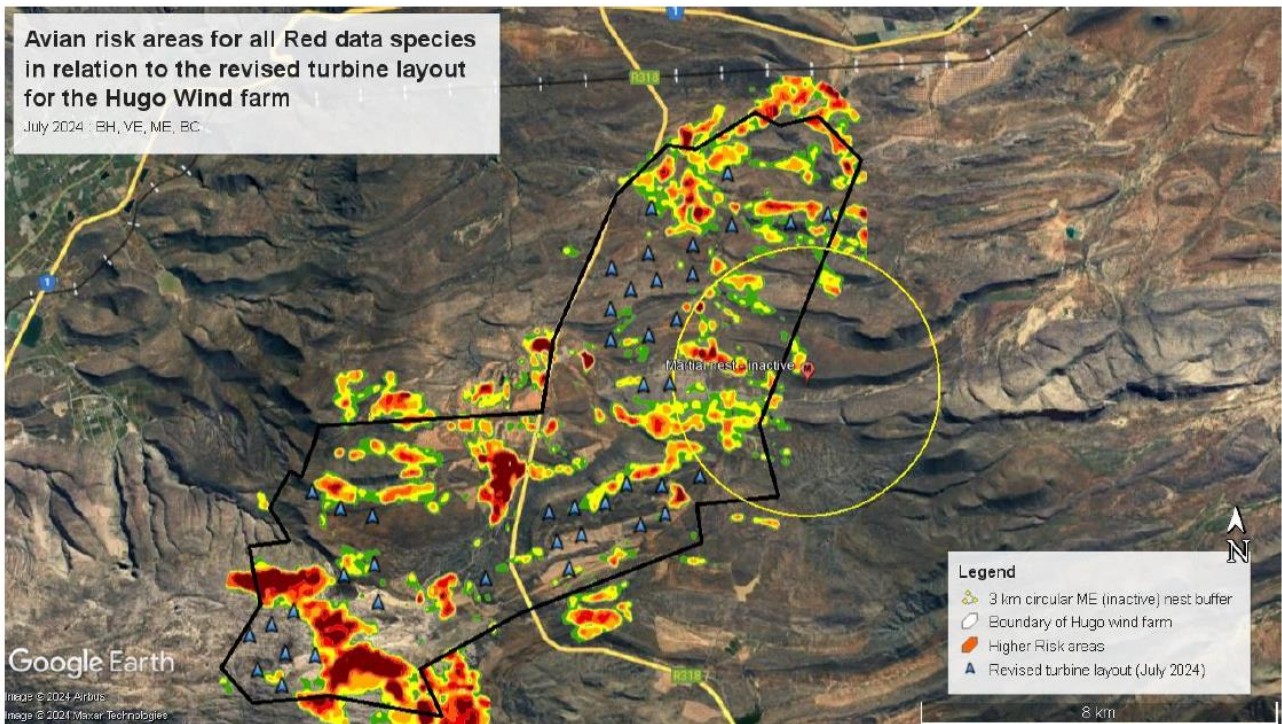 Avian risk areas for all Red data species
in relation to the revised turbine layout
for the Hugo Wind farm
July 2024 : BH, VE, ME, BC
1
R318
1
Martial nest - inactive
M
N
Legend
3 km circular ME (inactive) nest buffer
Boundary of Hugo wind farm
Higher Risk areas
Revised turbine layout (July 2024)
Google Earth
R318
Image © 2024 Airbus
Image © 2024 Maxar Technologies
8 km